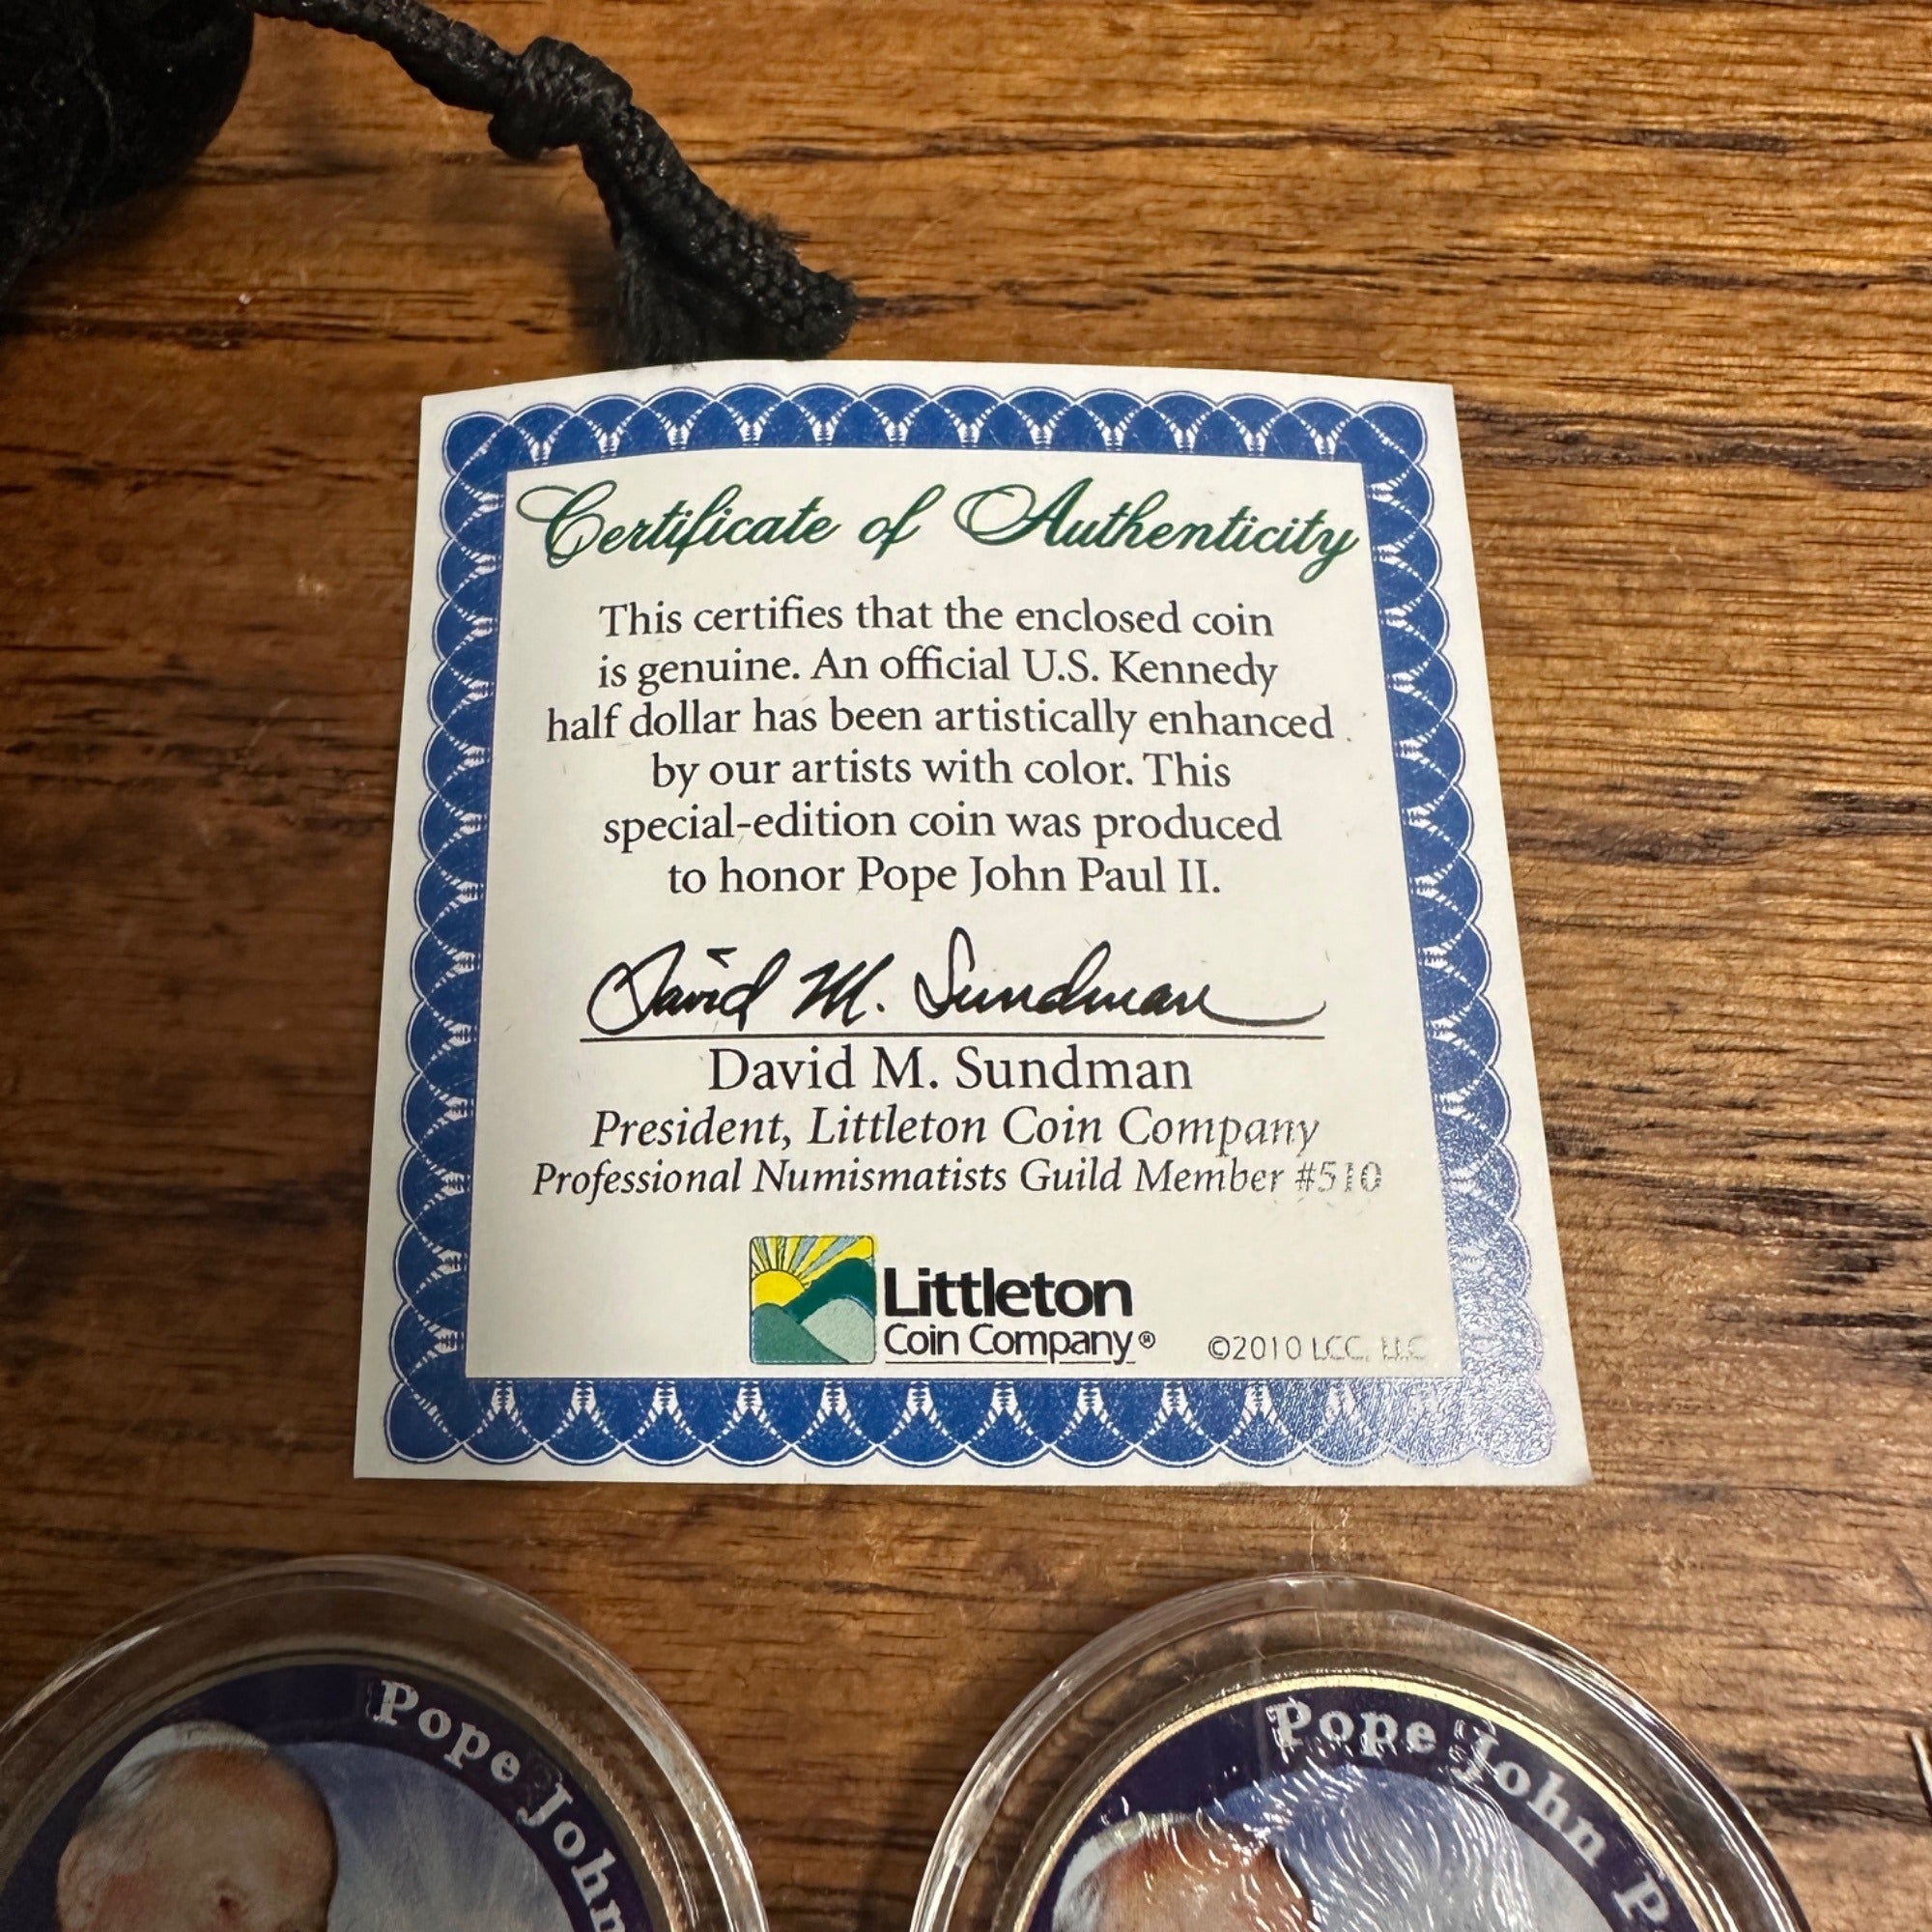 Certificate of Authenticity
This certifies that the enclosed coin
is genuine. An official U.S. Kennedy
half dollar has been artistically enhanced
by our artists with color. This
special-edition coin was produced
to honor Pope John Paul II.
David M. Sundman
David M. Sundman
President, Littleton Coin Company
Professional Numismatists Guild Member #510
Littleton
Coin Company®
©2010 LCC, LLC
Pope John
Pope John P